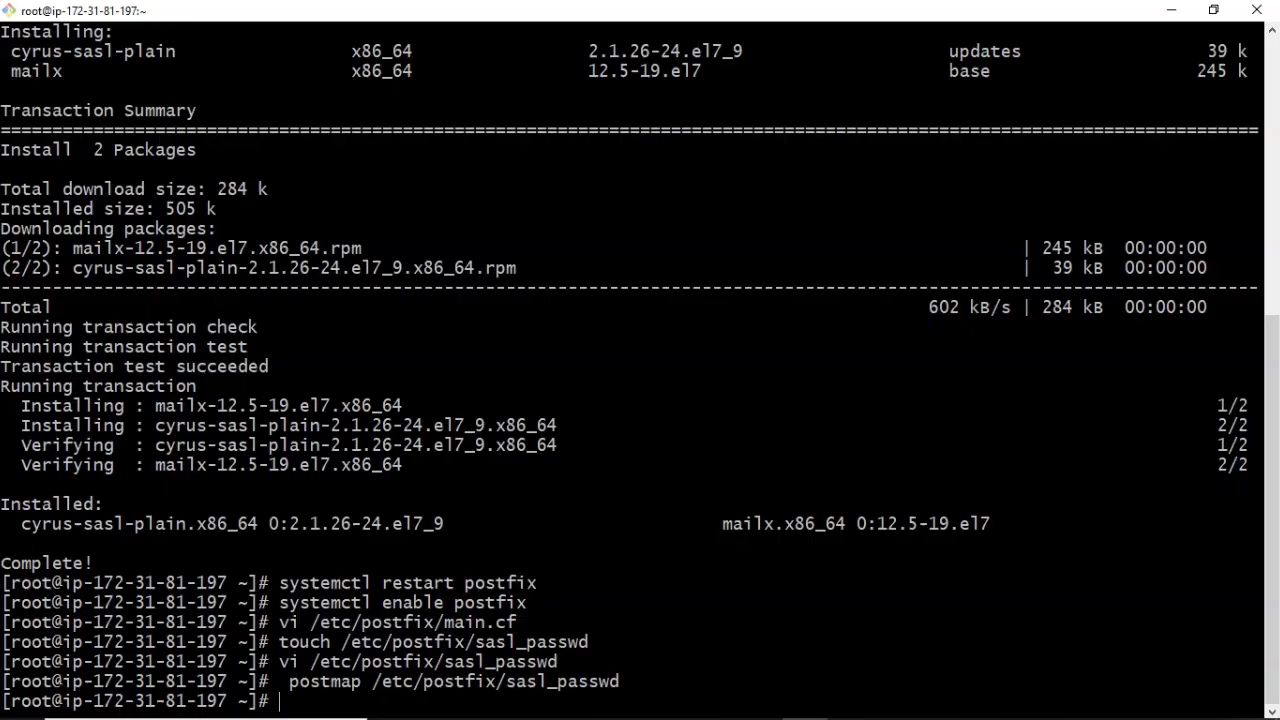 root@ip-172-31-81-197:~
Installing:
cyrus-sasl-plain x86_64 2.1.26-24.el7_9 updates 39 k
mailx x86_64 12.5-19.el7 base 245 k
Transaction Summary
================================================================================
Install 2 Packages
Total download size: 284 k
Installed size: 505 k
Downloading packages:
(1/2): mailx-12.5-19.el7.x86_64.rpm | 245 kB 00:00:00
(2/2): cyrus-sasl-plain-2.1.26-24.el7_9.x86_64.rpm | 39 kB 00:00:00
--------------------------------------------------------------------------------
Total 602 kB/s | 284 kB 00:00:00
Running transaction check
Running transaction test
Transaction test succeeded
Running transaction
Installing : mailx-12.5-19.el7.x86_64 1/2
Installing : cyrus-sasl-plain-2.1.26-24.el7_9.x86_64 2/2
Verifying : cyrus-sasl-plain-2.1.26-24.el7_9.x86_64 1/2
Verifying : mailx-12.5-19.el7.x86_64 2/2
Installed:
cyrus-sasl-plain.x86_64 0:2.1.26-24.el7_9 mailx.x86_64 0:12.5-19.el7
Complete!
[root@ip-172-31-81-197 ~]# systemctl restart postfix
[root@ip-172-31-81-197 ~]# systemctl enable postfix
[root@ip-172-31-81-197 ~]# vi /etc/postfix/main.cf
[root@ip-172-31-81-197 ~]# touch /etc/postfix/sasl_passwd
[root@ip-172-31-81-197 ~]# vi /etc/postfix/sasl_passwd
[root@ip-172-31-81-197 ~]#  postmap /etc/postfix/sasl_passwd
[root@ip-172-31-81-197 ~]#